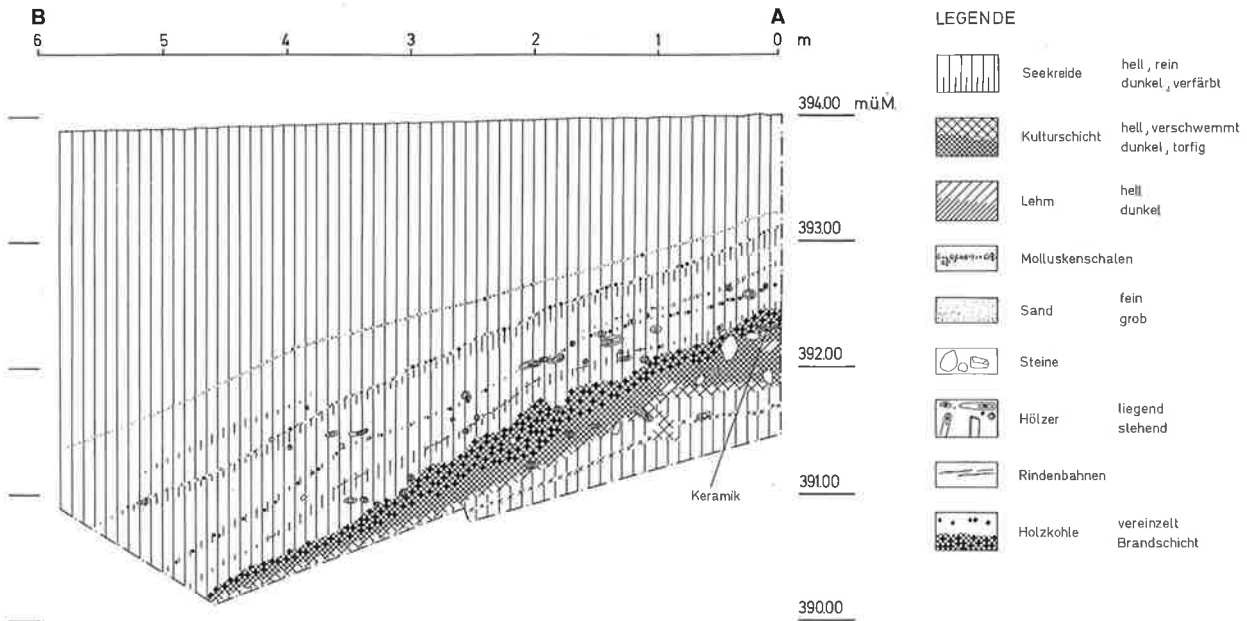 B A
6 5 4 3 2 1 0 m
394.00 müM.
393.00
392.00
391.00
390.00
Keramik
LEGENDE
Seekreide hell, rein
dunkel, verfärbt
Kulturschicht hell, verschwemmt
dunkel, torfig
Lehm hell
dunkel
Molluskenschalen
Sand fein
grob
Steine
Hölzer liegend
stehend
Rindenbahnen
Holzkohle vereinzelt
Brandschicht